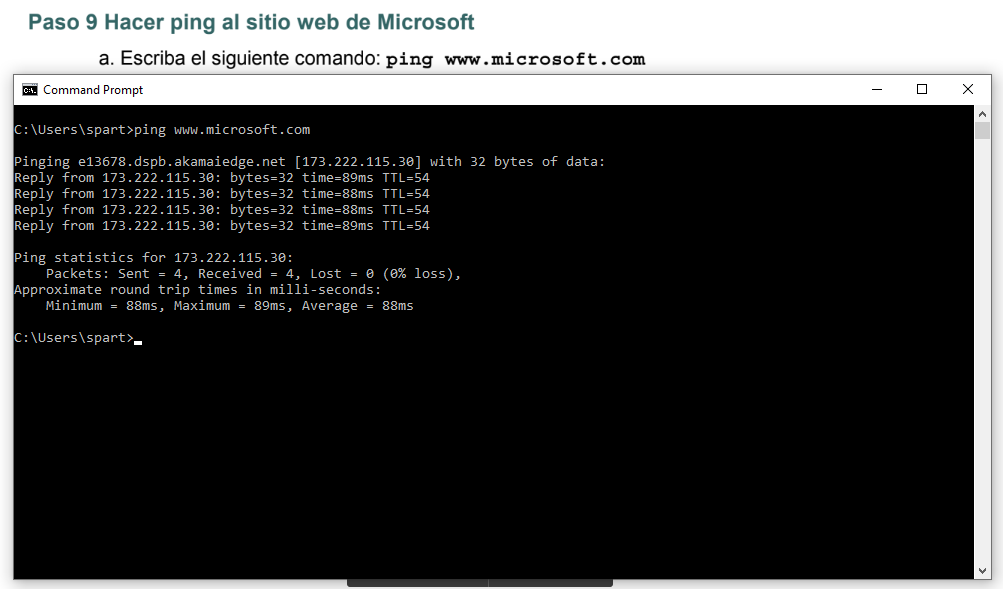 Paso 9 Hacer ping al sitio web de Microsoft
a. Escriba el siguiente comando: ping www.microsoft.com
Command Prompt
C:\Users\spart>ping www.microsoft.com
Pinging e13678.dspb.akamaiedge.net [173.222.115.30] with 32 bytes of data:
Reply from 173.222.115.30: bytes=32 time=89ms TTL=54
Reply from 173.222.115.30: bytes=32 time=88ms TTL=54
Reply from 173.222.115.30: bytes=32 time=88ms TTL=54
Reply from 173.222.115.30: bytes=32 time=89ms TTL=54
Ping statistics for 173.222.115.30:
    Packets: Sent = 4, Received = 4, Lost = 0 (0% loss),
Approximate round trip times in milli-seconds:
    Minimum = 88ms, Maximum = 89ms, Average = 88ms
C:\Users\spart>